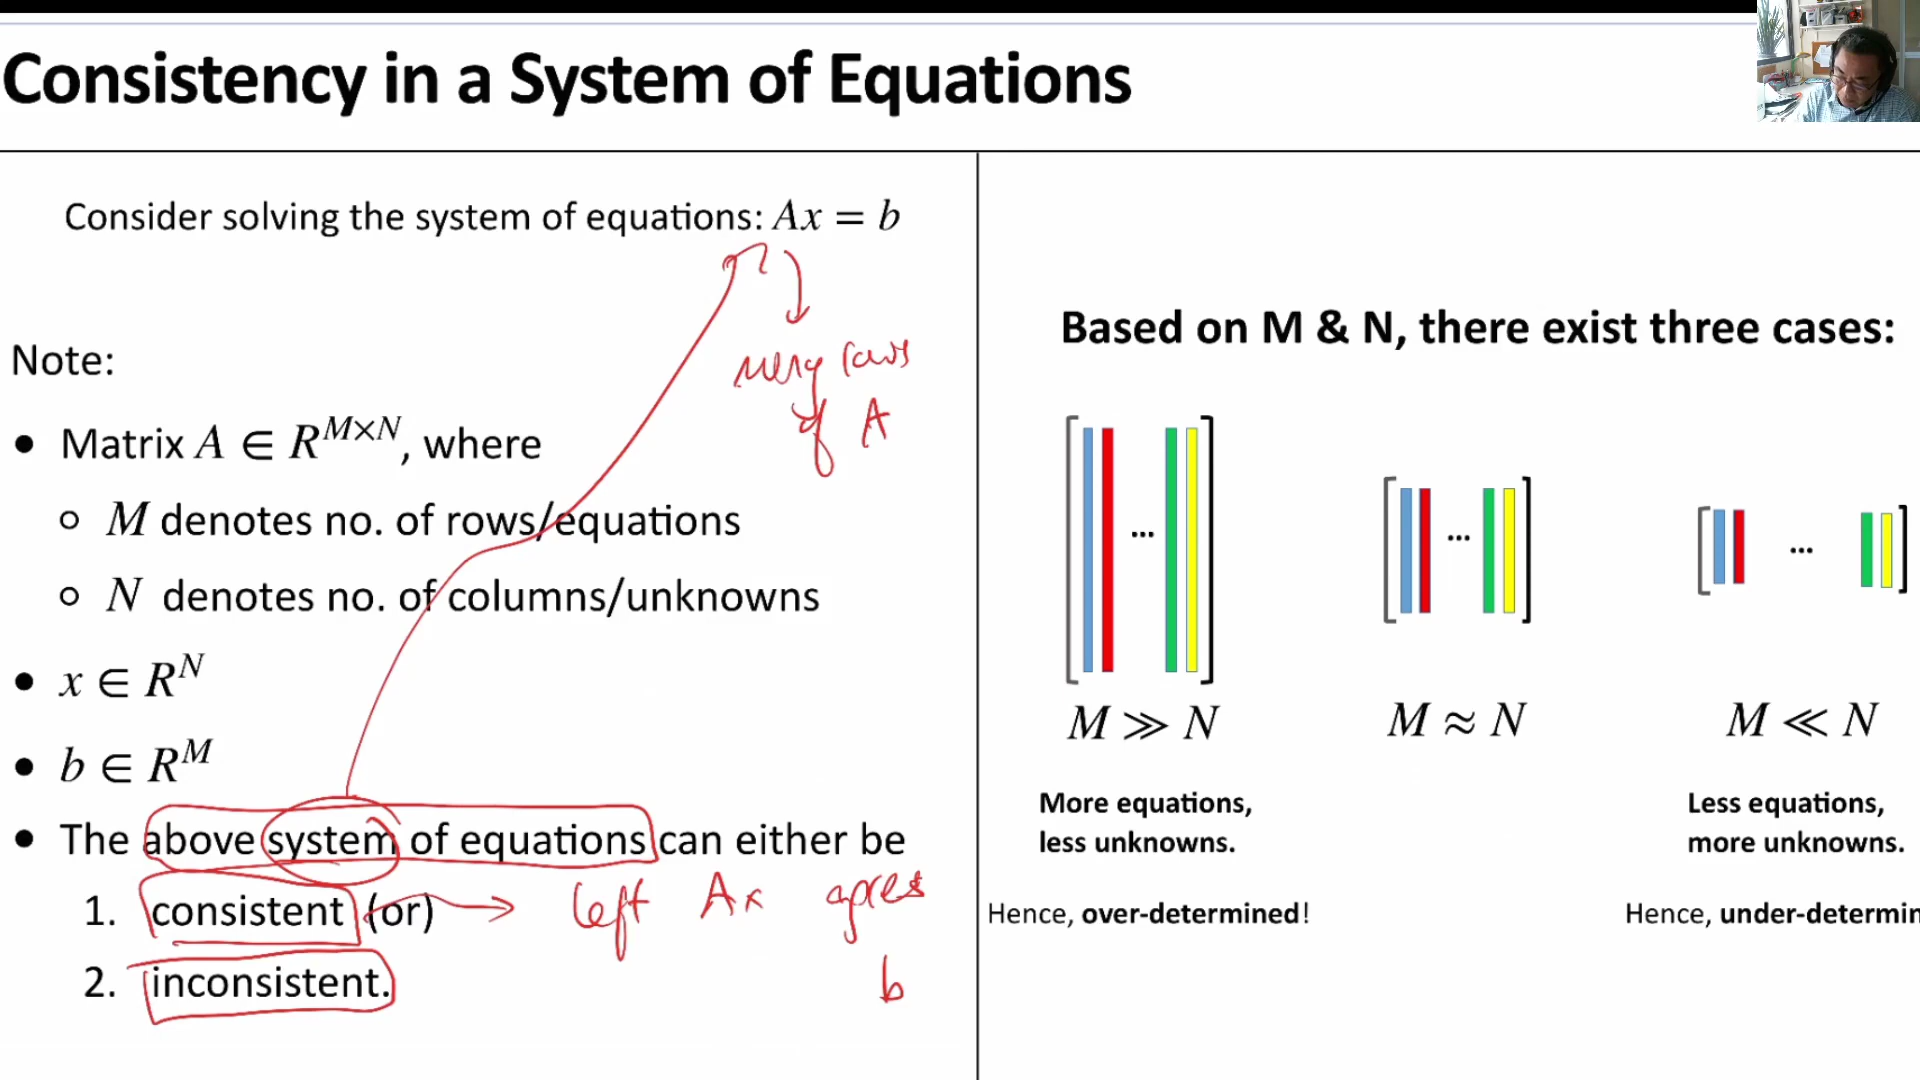 Consistency in a System of Equations
Consider solving the system of equations: Ax = b
many rows
of A
Note:
● Matrix A ∈ R^{M×N}, where
○ M denotes no. of rows/equations
○ N denotes no. of columns/unknowns
● x ∈ R^N
● b ∈ R^M
● The above system of equations can either be
1. consistent (or)
left Ax agrees
b
2. inconsistent.
Based on M & N, there exist three cases:
[ ... ] [ ... ] [ ... ]
M ≫ N M ≈ N M ≪ N
More equations,
less unknowns.
Less equations,
more unknowns.
Hence, over-determined!
Hence, under-determin